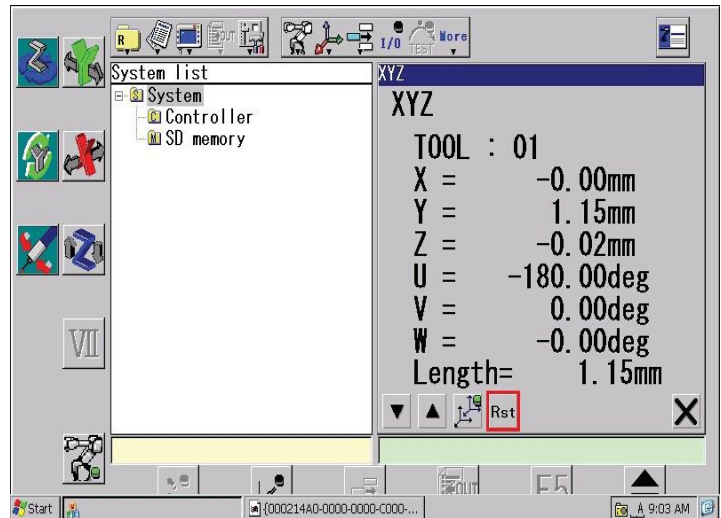 R
OUT
I/O
TEST
More
System list
XYZ
S System
C Controller
M SD memory
XYZ
TOOL : 01
X = -0.00mm
Y = 1.15mm
Z = -0.02mm
U = -180.00deg
V = 0.00deg
W = -0.00deg
Length= 1.15mm
Rst
VII
OUT
F5
Start
{000214A0-0000-0000-C000-...
A 9:03 AM